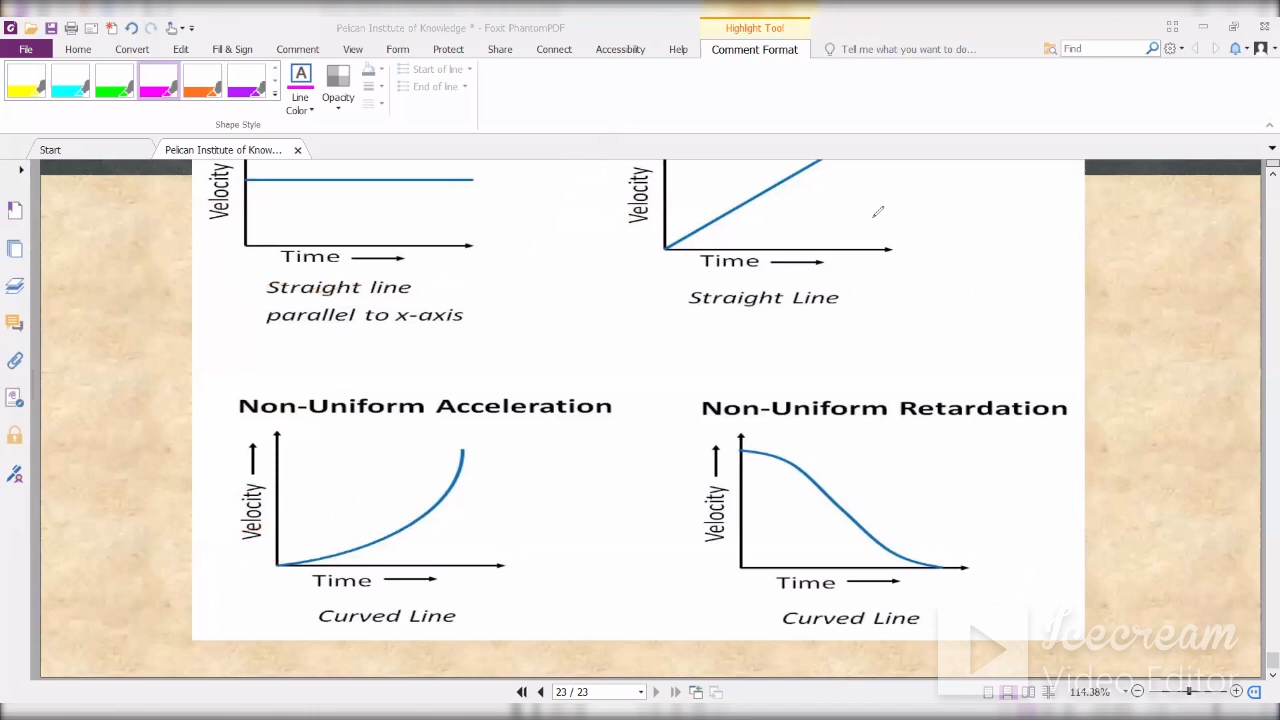 Pelican Institute of Knowledge * - Foxit PhantomPDF
Highlight Tool
File Home Convert Edit Fill & Sign Comment View Form Protect Share Connect Accessibility Help Comment Format Tell me what you want to do... Find
Start of line
End of line
Line Color
Opacity
Shape Style
Start Pelican Institute of Know...
Velocity
Time
Straight line
parallel to x-axis
Velocity
Time
Straight Line
Non-Uniform Acceleration
Velocity
Time
Curved Line
Non-Uniform Retardation
Velocity
Time
Curved Line
Icecream
Video Editor
23 / 23
114.38%